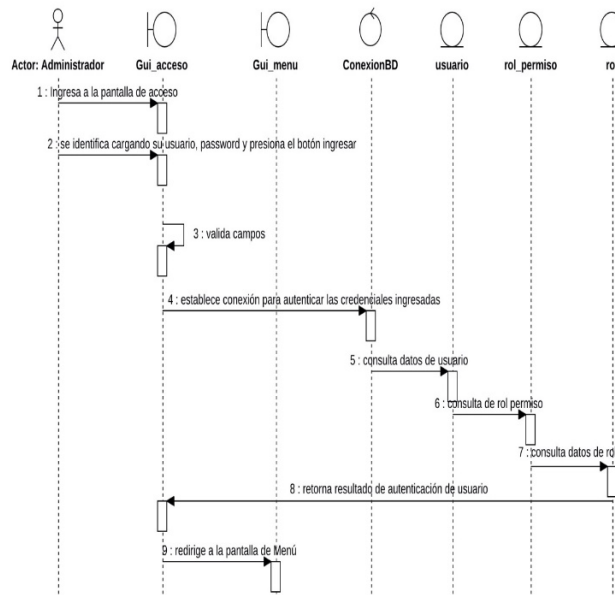 Actor: Administrador
Gui_acceso
Gui_menu
ConexionBD
usuario
rol_permiso
ro
1 : Ingresa a la pantalla de acceso
2 : se identifica cargando su usuario, password y presiona el botón ingresar
3 : valida campos
4 : establece conexión para autenticar las credenciales ingresadas
5 : consulta datos de usuario
6 : consulta de rol permiso
7 : consulta datos de rol
8 : retorna resultado de autenticación de usuario
9 : redirige a la pantalla de Menú